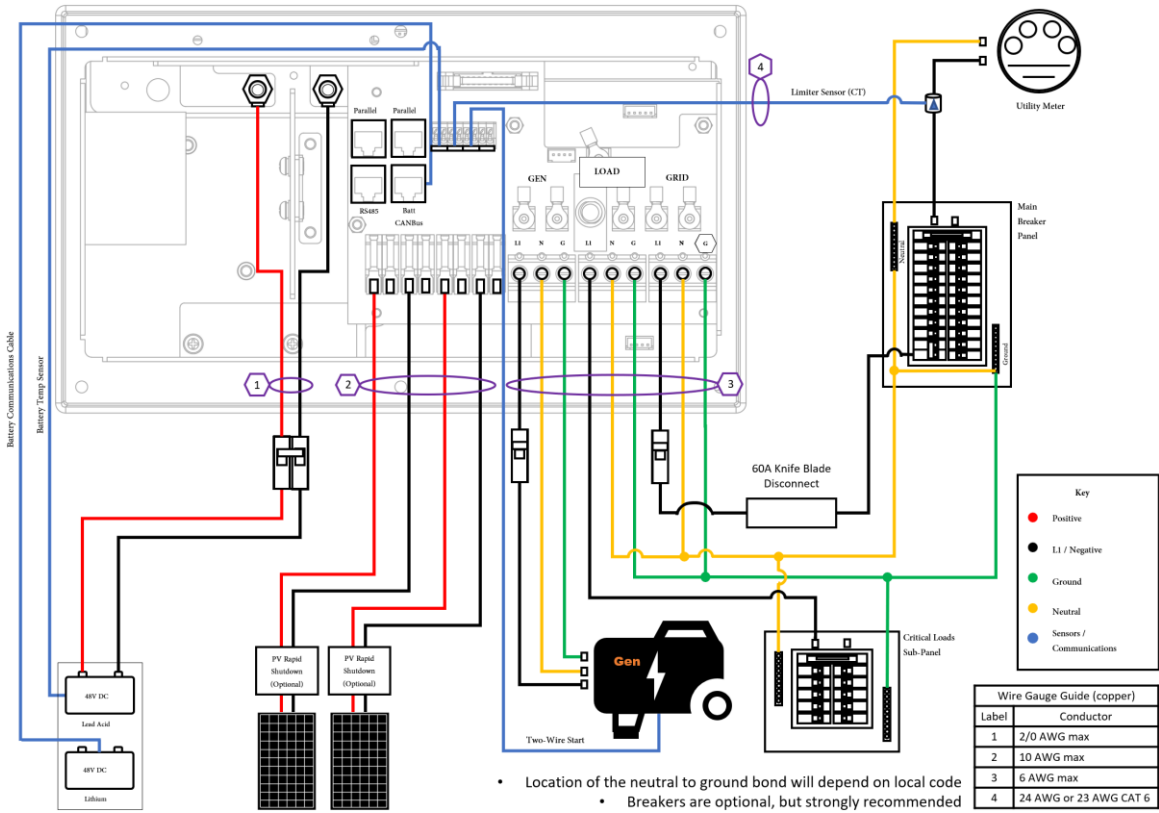 4
Limiter Sensor (CT)
Utility Meter
Parallel
Parallel
RS485
Batt
CANBus
GEN
LOAD
GRID
L1
N
G
L1
N
G
L1
N
G
Main
Breaker
Panel
Neutral
Ground
Battery Communications Cable
Battery Temp Sensor
1
2
3
60A Knife Blade
Disconnect
Key
Positive
L1 / Negative
Ground
Neutral
Sensors /
Communications
PV Rapid
Shutdown
(Optional)
PV Rapid
Shutdown
(Optional)
Gen
Critical Loads
Sub-Panel
48V DC
Lead Acid
48V DC
Lithium
Two-Wire Start
Wire Gauge Guide (copper)
Label Conductor
1 2/0 AWG max
2 10 AWG max
3 6 AWG max
4 24 AWG or 23 AWG CAT 6
• Location of the neutral to ground bond will depend on local code
• Breakers are optional, but strongly recommended